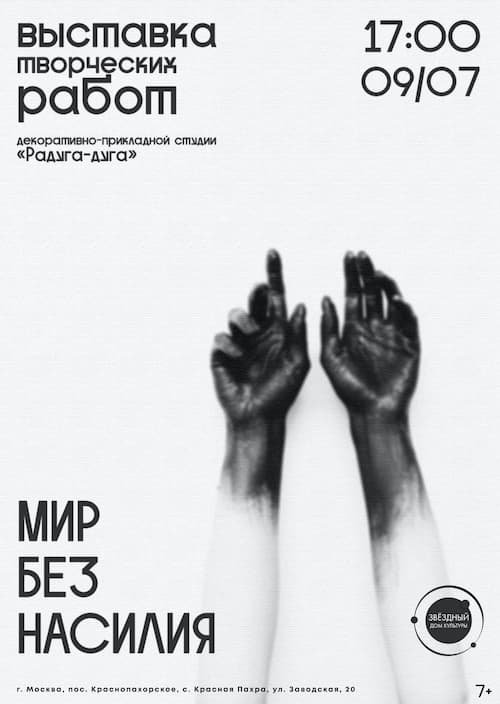 выставка
творческих
работ
декоративно-прикладной студии
«Радуга-дуга»
17:00
09/07
МИР
БЕЗ
НАСИЛИЯ
ЗВЁЗДНЫЙ
ДОМ КУЛЬТУРЫ
г. Москва, пос. Краснопахорское, с. Красная Пахра, ул. Заводская, 20
7+